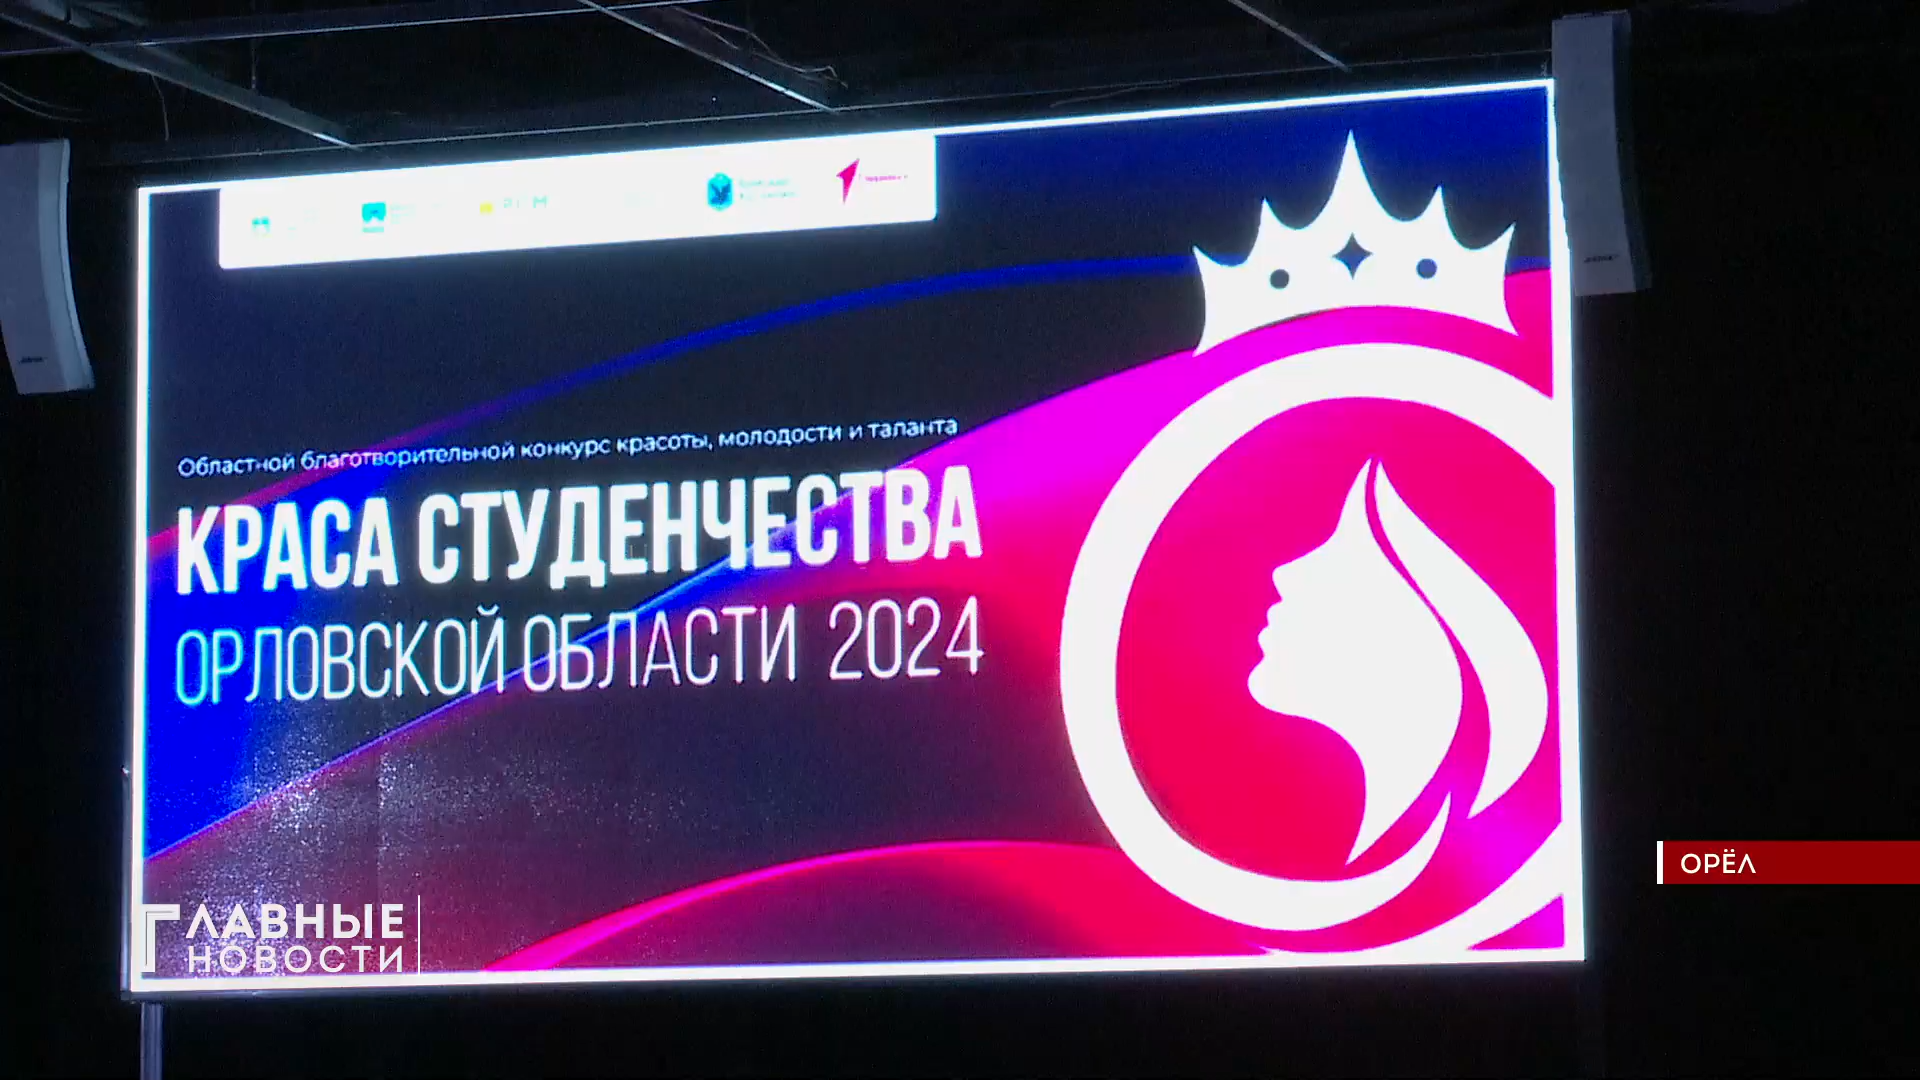 Областной благотворительной конкурс красоты, молодости и таланта
КРАСА СТУДЕНЧЕСТВА
ОРЛОВСКОЙ ОБЛАСТИ 2024
ОРЁЛ
ГЛАВНЫЕ
НОВОСТИ